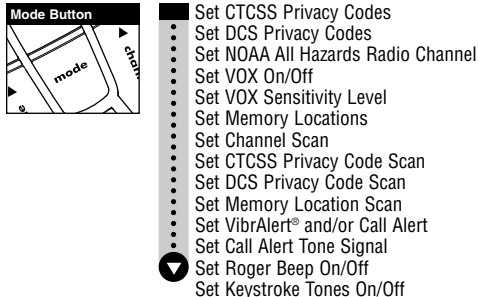 Mode Button
mode
chan
e
Set CTCSS Privacy Codes
Set DCS Privacy Codes
Set NOAA All Hazards Radio Channel
Set VOX On/Off
Set VOX Sensitivity Level
Set Memory Locations
Set Channel Scan
Set CTCSS Privacy Code Scan
Set DCS Privacy Code Scan
Set Memory Location Scan
Set VibrAlert® and/or Call Alert
Set Call Alert Tone Signal
Set Roger Beep On/Off
Set Keystroke Tones On/Off